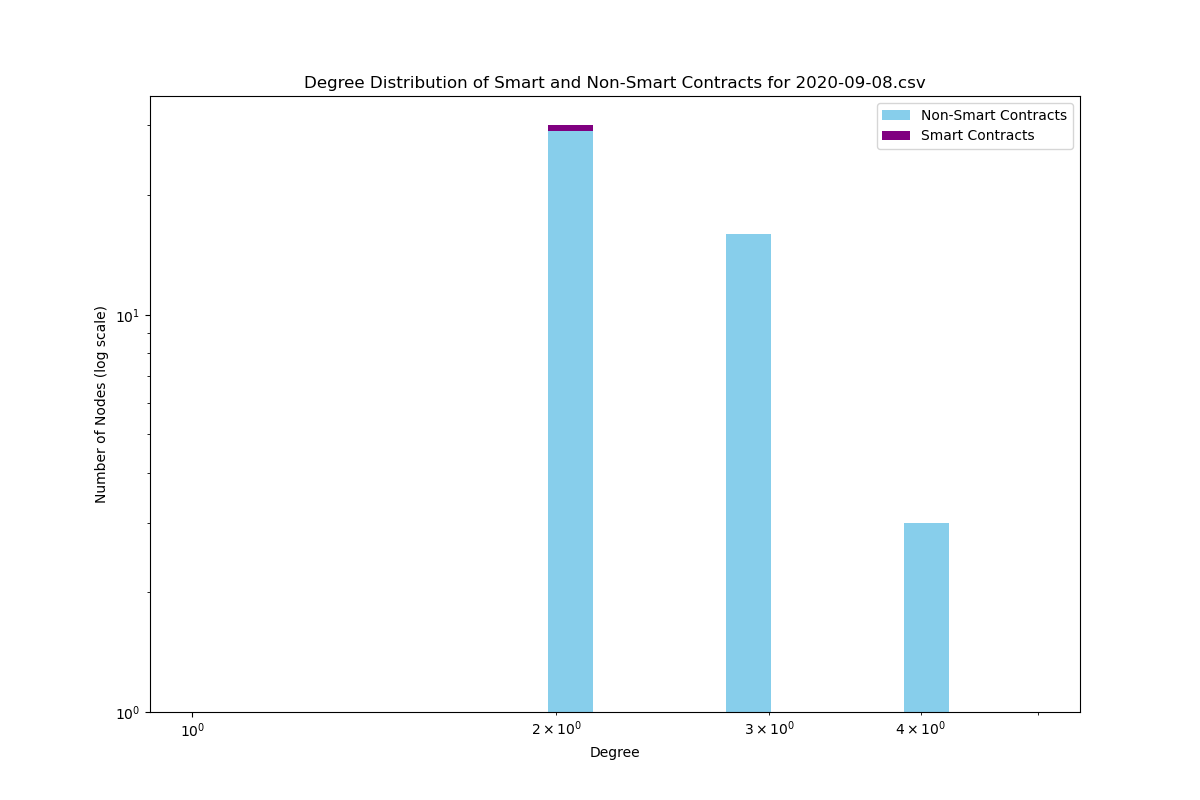 Degree Distribution of Smart and Non-Smart Contracts for 2020-09-08.csv
Non-Smart Contracts
Smart Contracts
Number of Nodes (log scale)
10¹
10⁰
10⁰ 2 × 10⁰ 3 × 10⁰ 4 × 10⁰
Degree